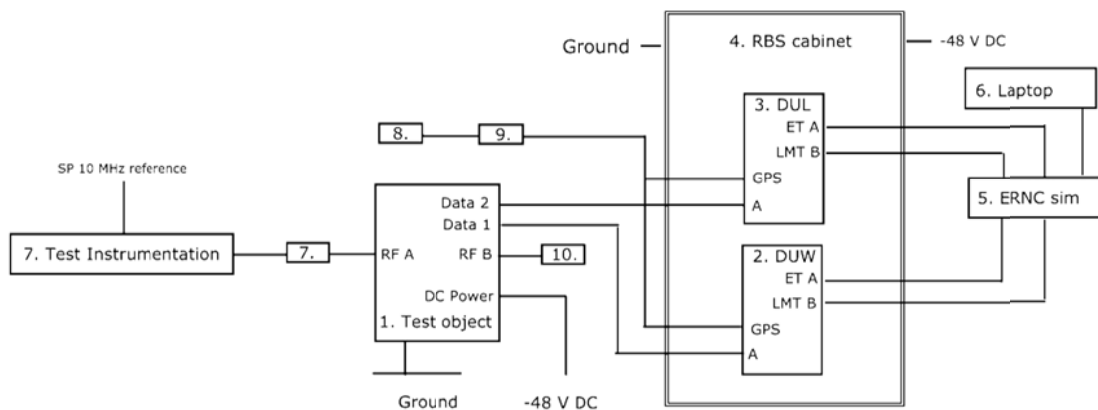 Ground
4. RBS cabinet
-48 V DC
6. Laptop
3. DUL
ET A
LMT B
GPS
A
8.
9.
SP 10 MHz reference
Data 2
Data 1
RF A
RF B
DC Power
1. Test object
7. Test Instrumentation
7.
10.
5. ERNC sim
2. DUW
ET A
LMT B
GPS
A
Ground
-48 V DC